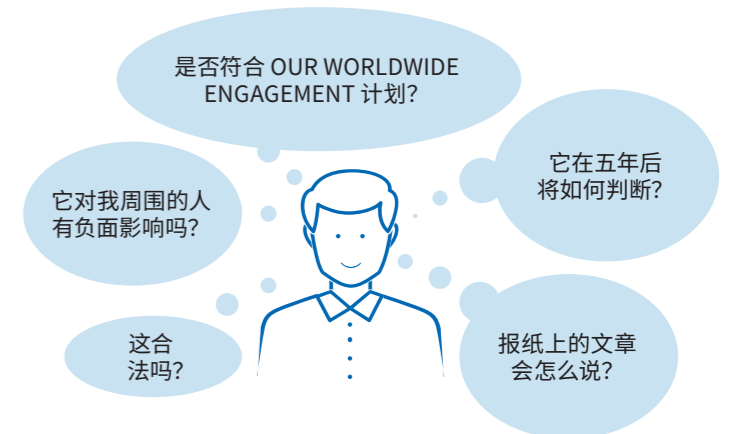 是否符合 OUR WORLDWIDE
ENGAGEMENT 计划？
它在五年后
将如何判断？
它对我周围的人
有负面影响吗？
这合
法吗？
报纸上的文章
会怎么说？